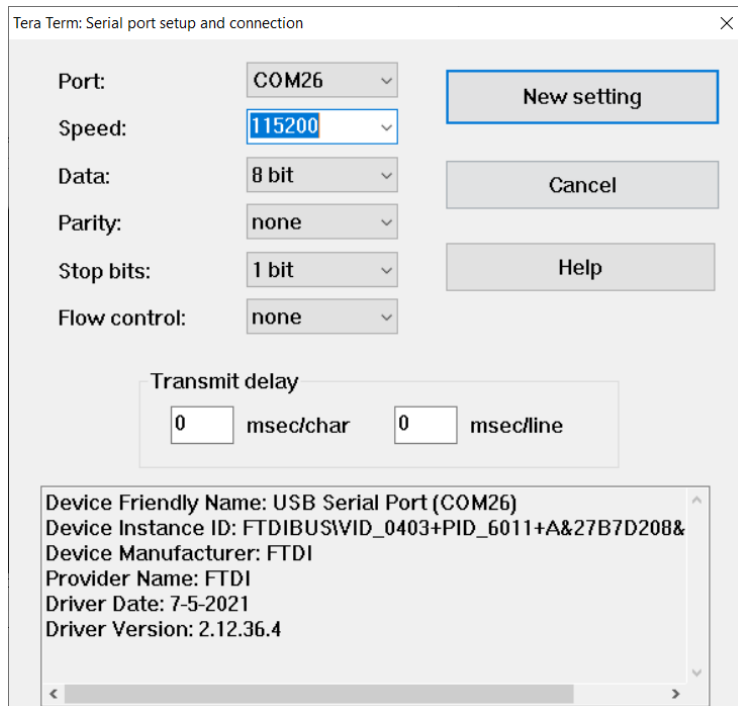 Tera Term: Serial port setup and connection
Port: COM26 New setting
Speed: 115200
Data: 8 bit Cancel
Parity: none
Stop bits: 1 bit Help
Flow control: none
Transmit delay
0 msec/char 0 msec/line
Device Friendly Name: USB Serial Port (COM26)
Device Instance ID: FTDIBUS\VID_0403+PID_6011+A&27B7D208&
Device Manufacturer: FTDI
Provider Name: FTDI
Driver Date: 7-5-2021
Driver Version: 2.12.36.4